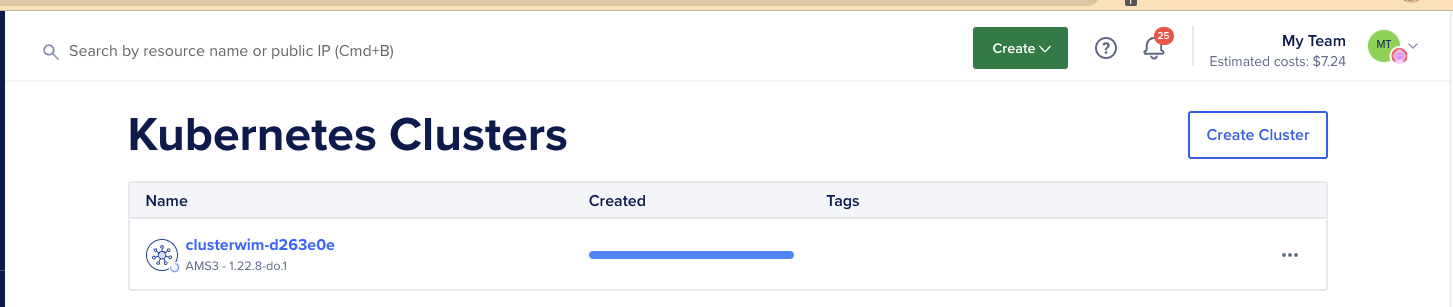 Search by resource name or public IP (Cmd+B)
Create
?
25
My Team
Estimated costs: $7.24
MT
Kubernetes Clusters
Create Cluster
Name Created Tags
clusterwim-d263e0e
AMS3 - 1.22.8-do.1